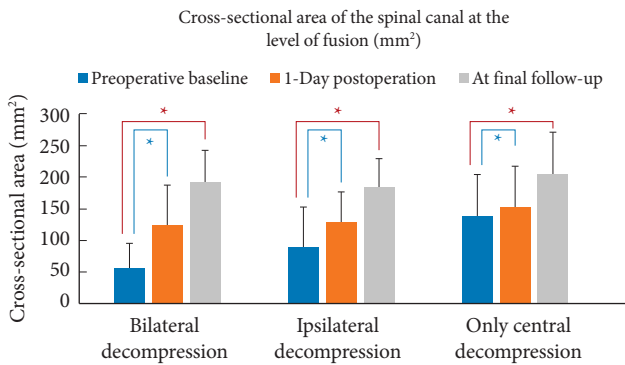 Cross-sectional area of the spinal canal at the
level of fusion (mm²)
Preoperative baseline 1-Day postoperation At final follow-up
Cross-sectional area (mm²)
300
250
200
150
100
50
0
* * * * * *
Bilateral
decompression
Ipsilateral
decompression
Only central
decompression